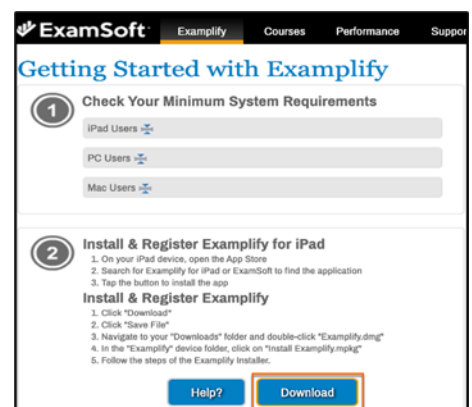 ExamSoft Examplify Courses Performance Suppor
Getting Started with Examplify
1 Check Your Minimum System Requirements
iPad Users
PC Users
Mac Users
2 Install & Register Examplify for iPad
1. On your iPad device, open the App Store
2. Search for Examplify for iPad or ExamSoft to find the application
3. Tap the button to install the app
Install & Register Examplify
1. Click "Download"
2. Click "Save File"
3. Navigate to your "Downloads" folder and double-click "Examplify.dmg"
4. In the "Examplify" device folder, click on "Install Examplify.mpkg"
5. Follow the steps of the Examplify Installer.
Help? Download